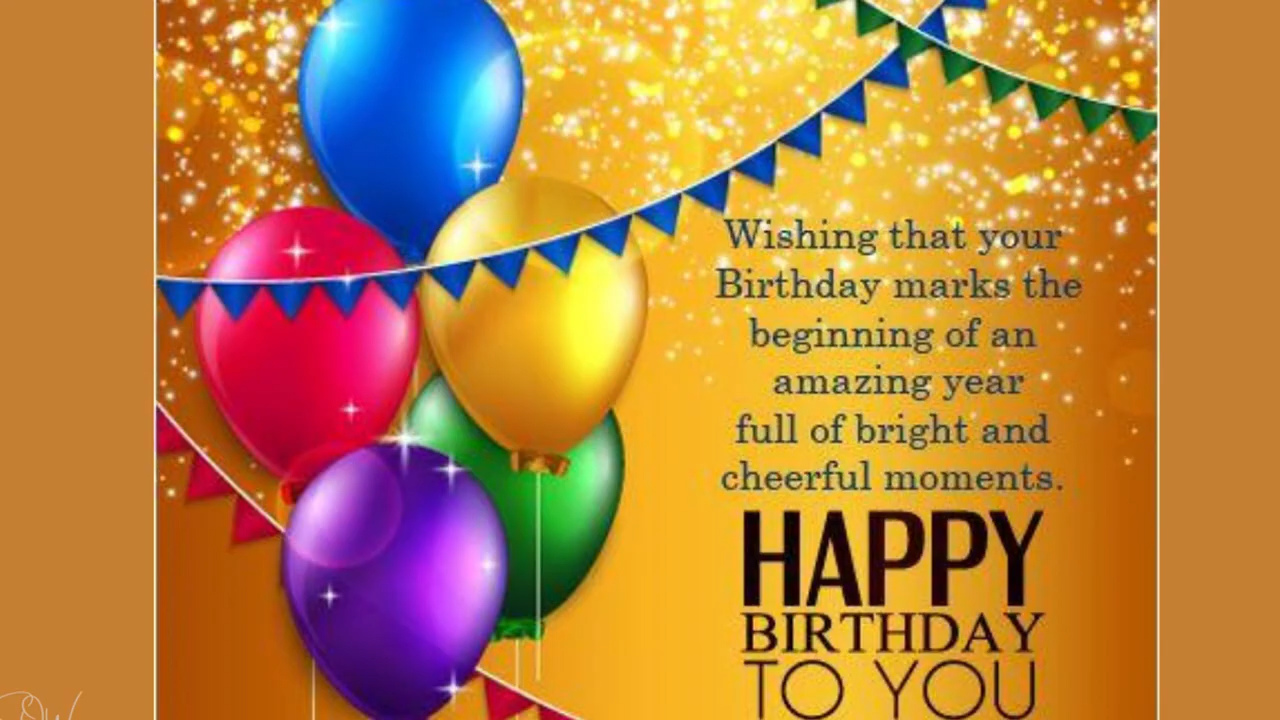 Wishing that your
Birthday marks the
beginning of an
amazing year
full of bright and
cheerful moments.
HAPPY
BIRTHDAY
TO YOU